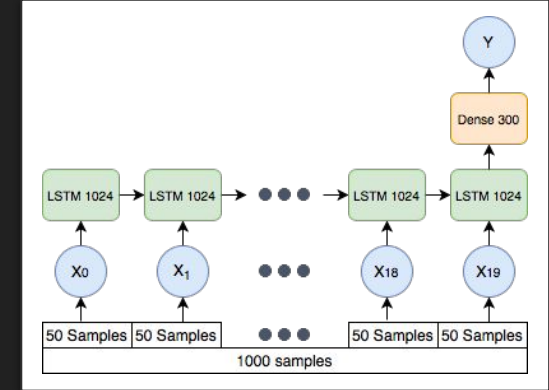 Y
Dense 300
LSTM 1024 LSTM 1024 LSTM 1024 LSTM 1024
X0 X1 X18 X19
50 Samples 50 Samples 50 Samples 50 Samples
1000 samples